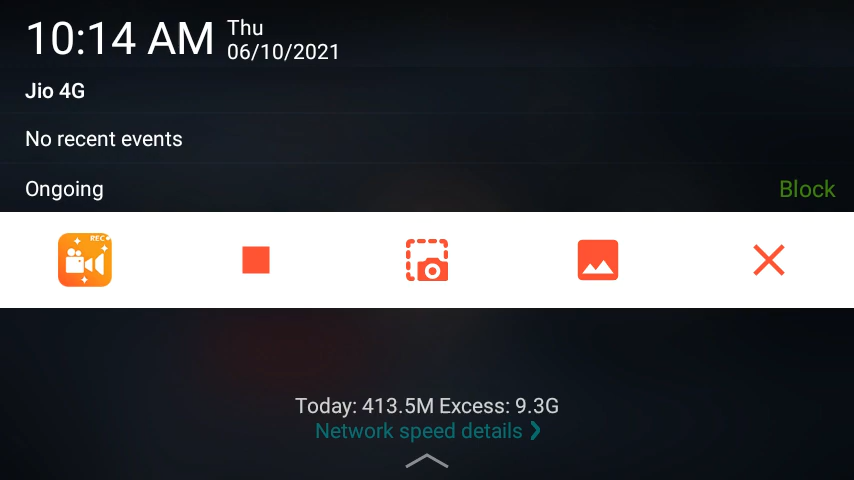 10:14 AM
Thu
06/10/2021
Jio 4G
No recent events
Ongoing
Block
REC
Today: 413.5M Excess: 9.3G
Network speed details